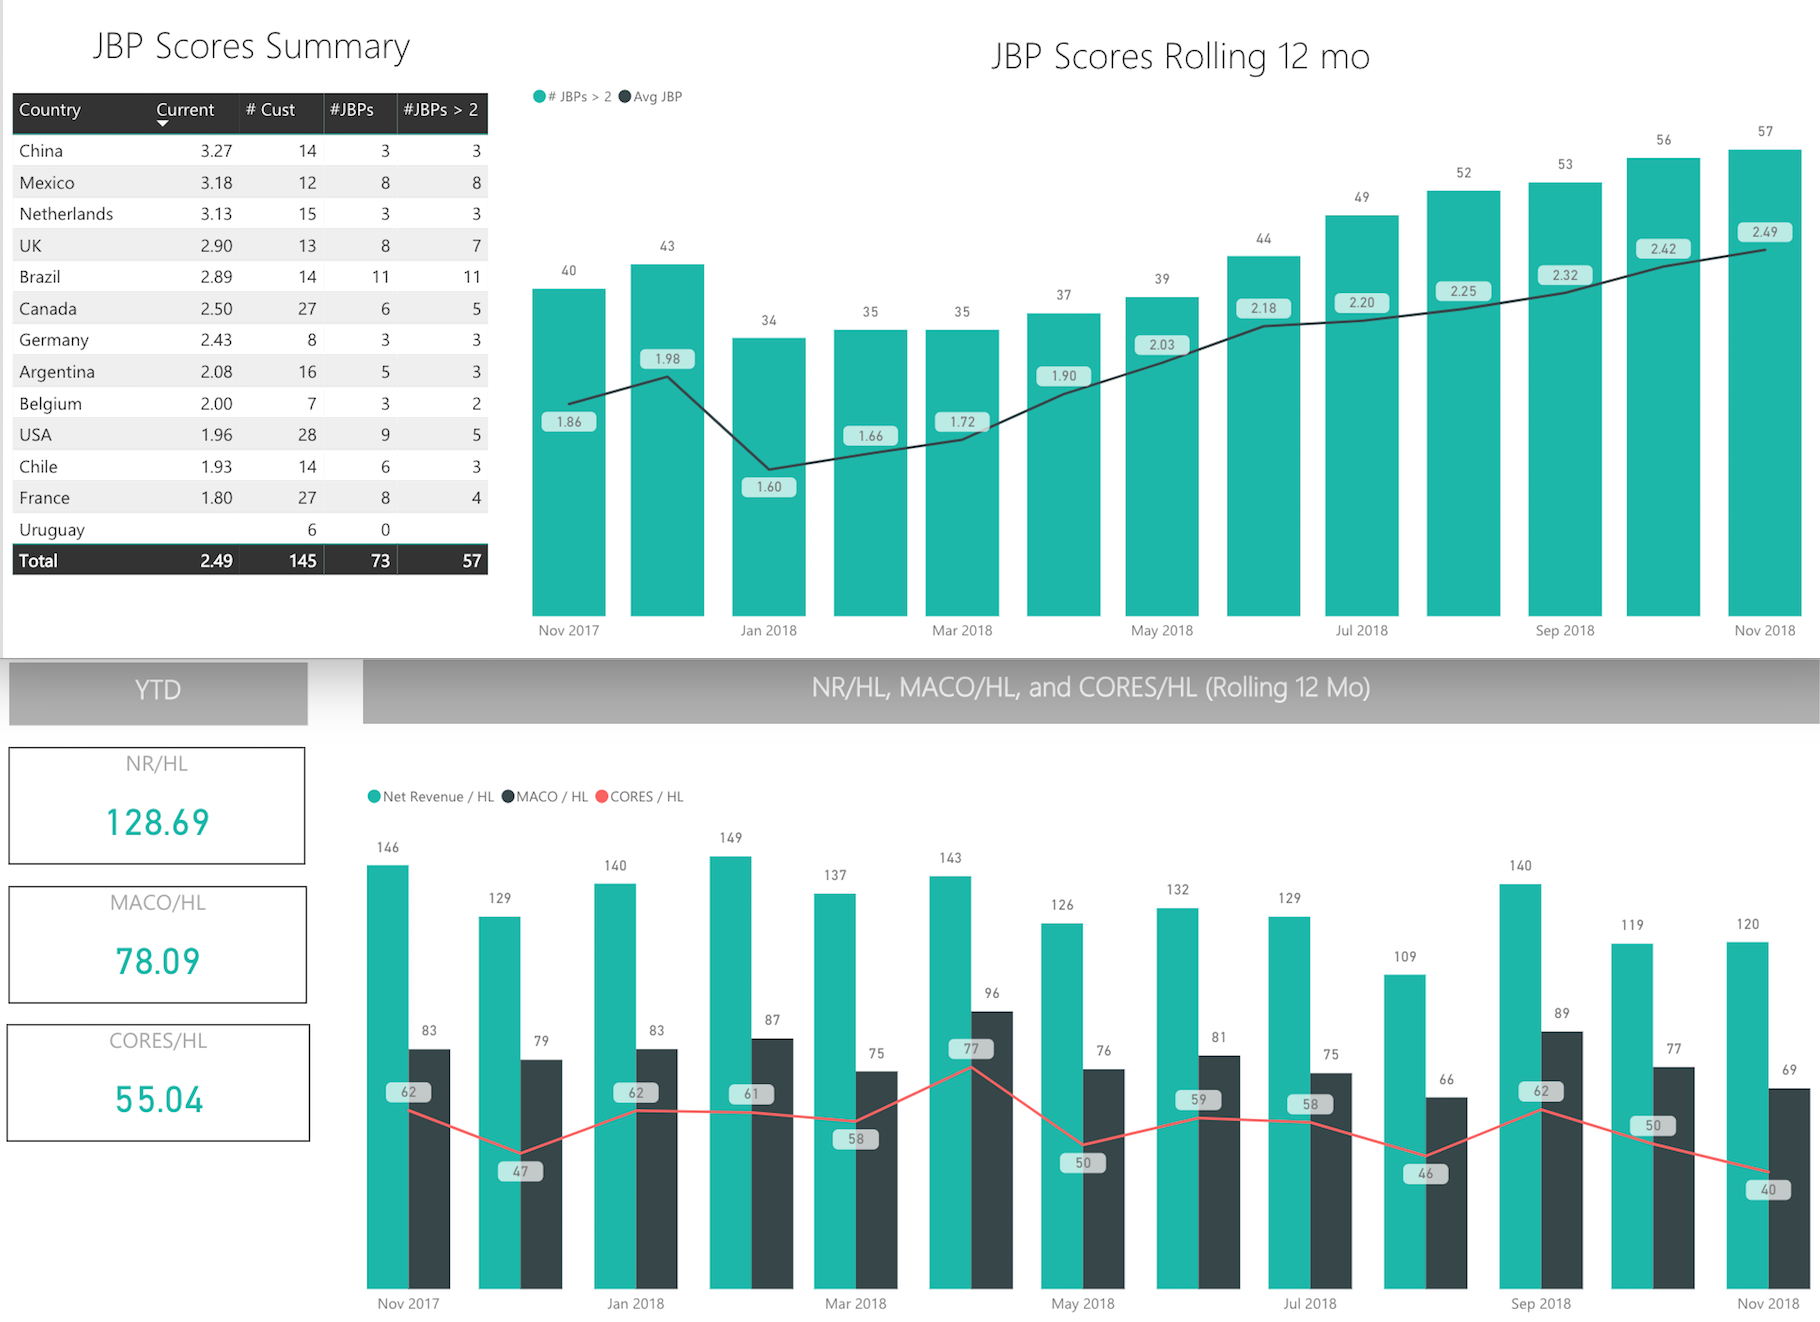 JBP Scores Summary
Country Current # Cust #JBPs #JBPs > 2
China 3.27 14 3 3
Mexico 3.18 12 8 8
Netherlands 3.13 15 3 3
UK 2.90 13 8 7
Brazil 2.89 14 11 11
Canada 2.50 27 6 5
Germany 2.43 8 3 3
Argentina 2.08 16 5 3
Belgium 2.00 7 3 2
USA 1.96 28 9 5
Chile 1.93 14 6 3
France 1.80 27 8 4
Uruguay 6 0
Total 2.49 145 73 57
JBP Scores Rolling 12 mo
# JBPs > 2 Avg JBP
40 43 34 35 35 37 39 44 49 52 53 56 57
1.86 1.98 1.60 1.66 1.72 1.90 2.03 2.18 2.20 2.25 2.32 2.42 2.49
Nov 2017 Jan 2018 Mar 2018 May 2018 Jul 2018 Sep 2018 Nov 2018
YTD
NR/HL
128.69
MACO/HL
78.09
CORES/HL
55.04
NR/HL, MACO/HL, and CORES/HL (Rolling 12 Mo)
Net Revenue / HL MACO / HL CORES / HL
146 129 140 149 137 143 126 132 129 109 140 119 120
83 79 83 87 75 96 76 81 75 66 89 77 69
62 47 62 61 58 77 50 59 58 46 62 50 40
Nov 2017 Jan 2018 Mar 2018 May 2018 Jul 2018 Sep 2018 Nov 2018